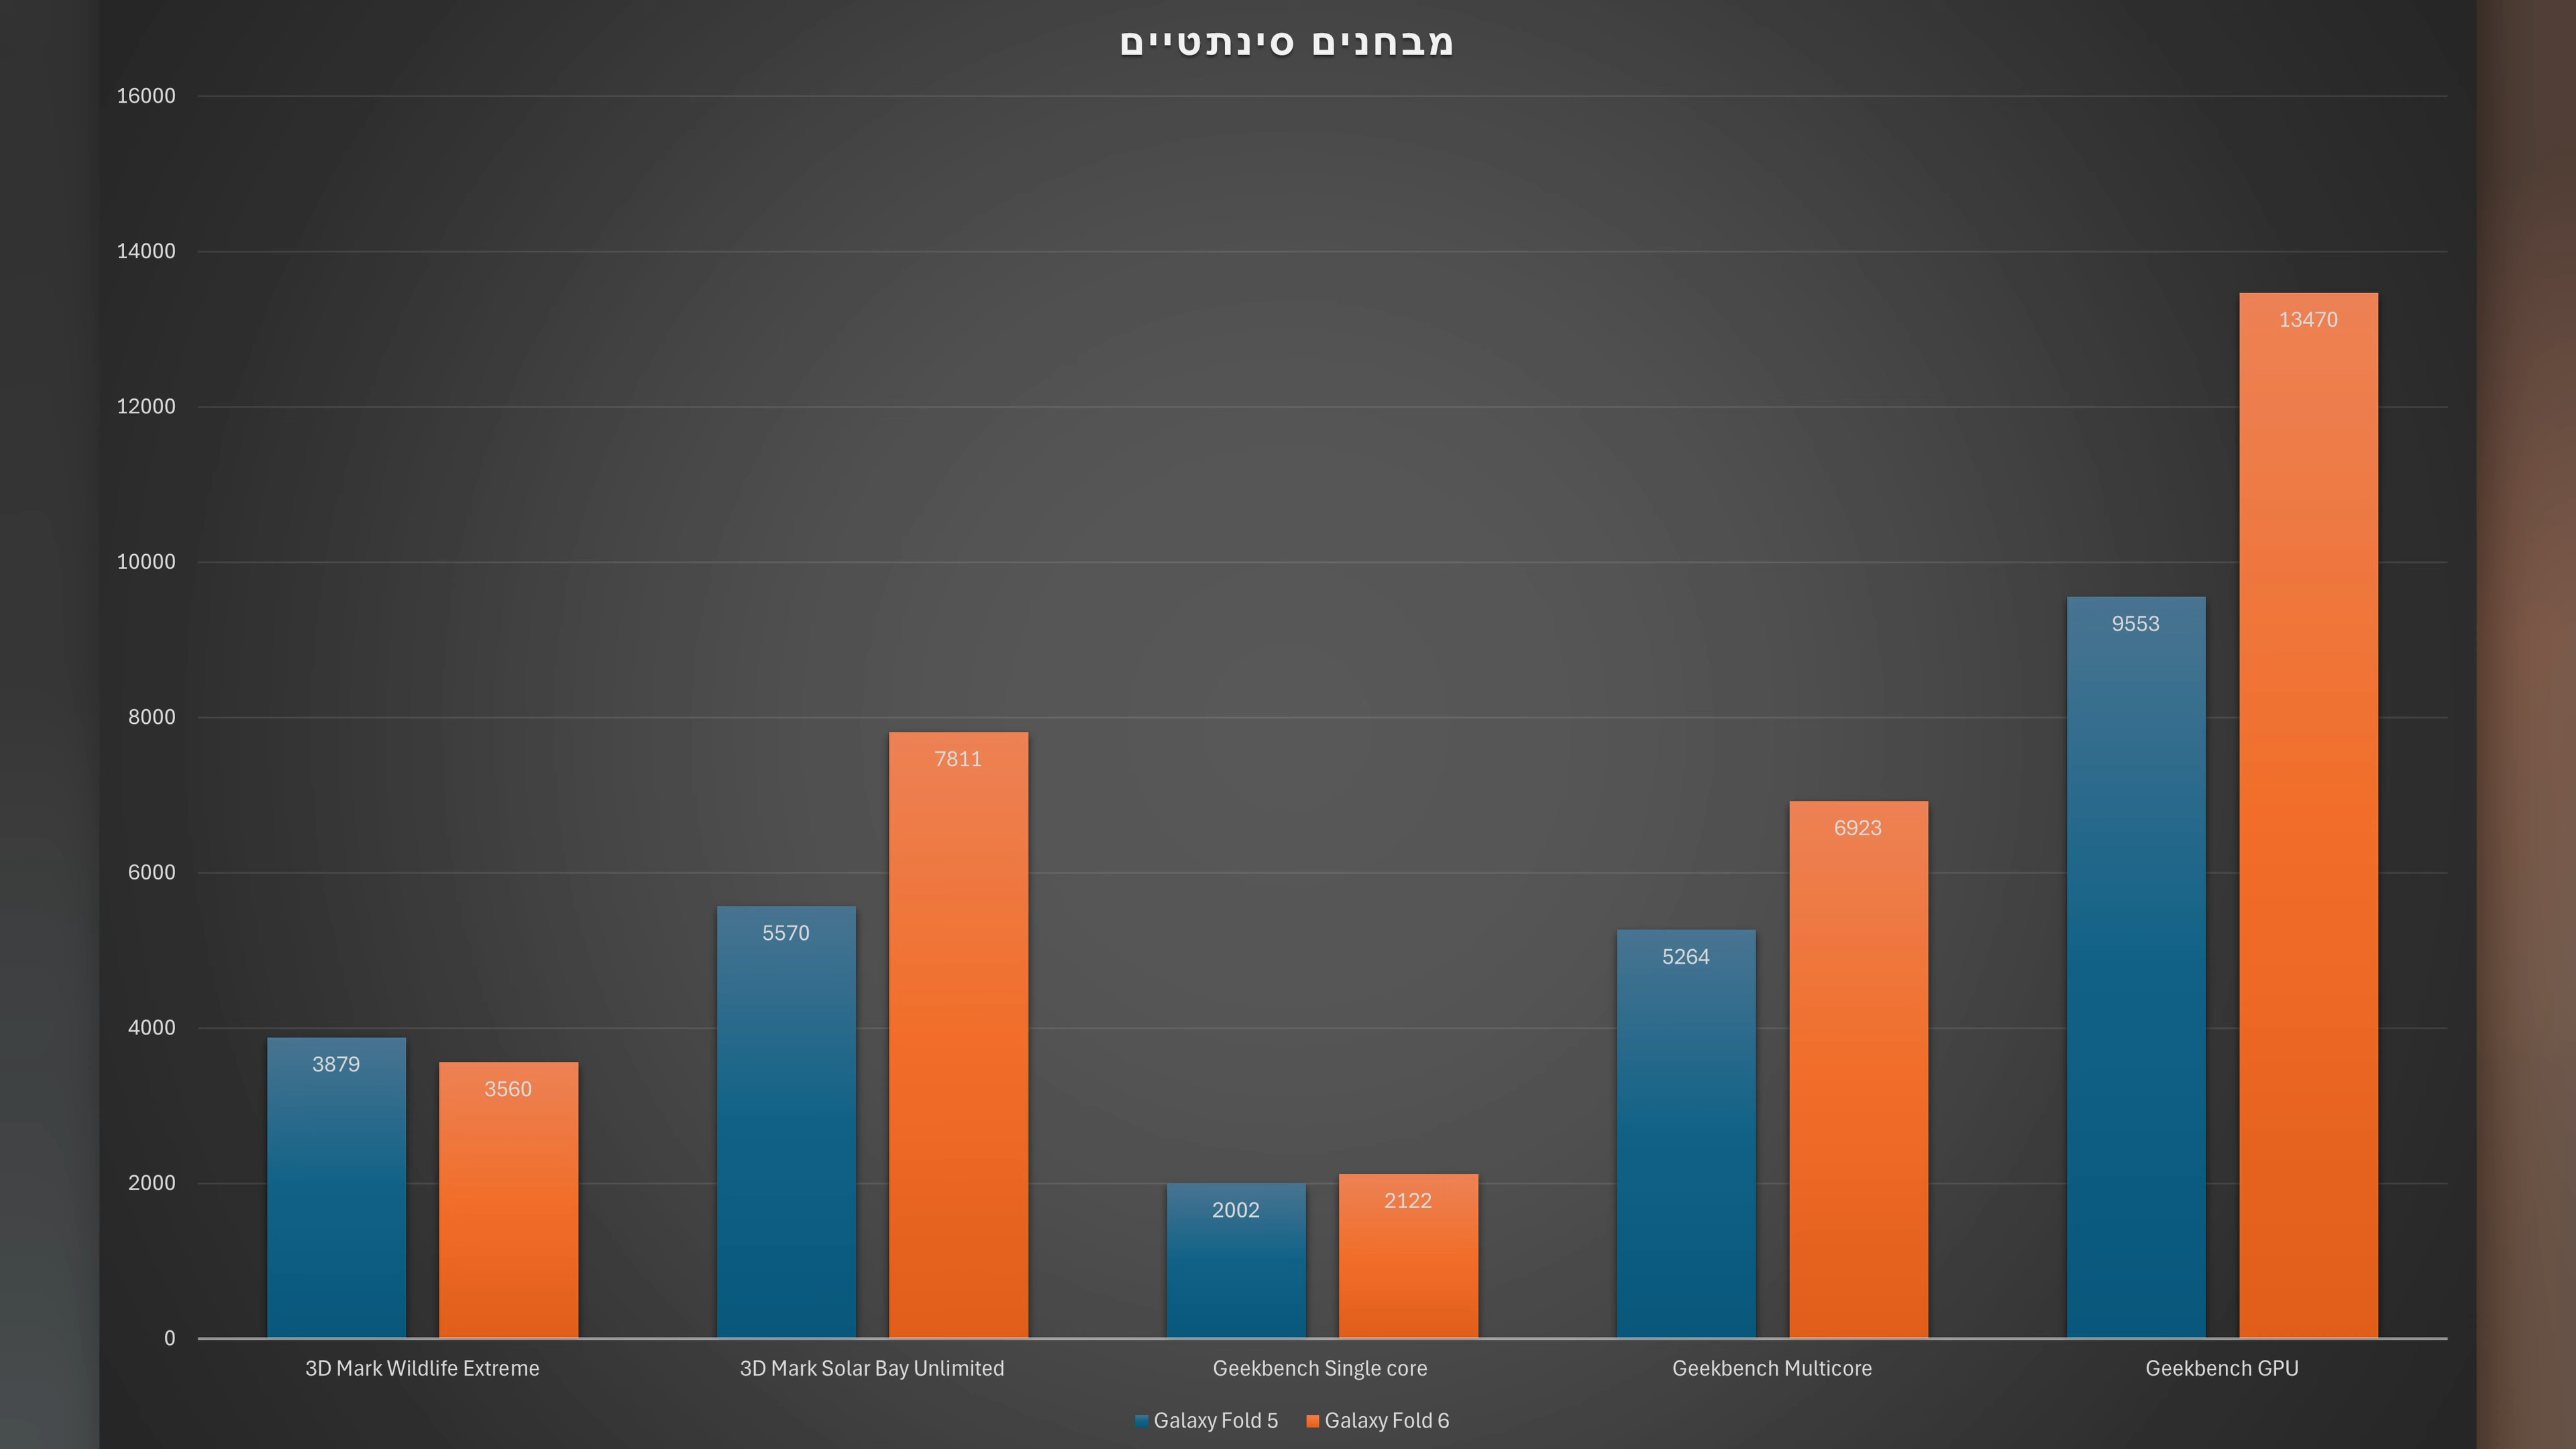 מבחנים סינתטיים
16000
14000
12000
10000
8000
6000
4000
2000
0
13470
9553
7811
6923
5570
5264
3879
3560
2002
2122
3D Mark Wildlife Extreme
3D Mark Solar Bay Unlimited
Geekbench Single core
Geekbench Multicore
Geekbench GPU
Galaxy Fold 5
Galaxy Fold 6